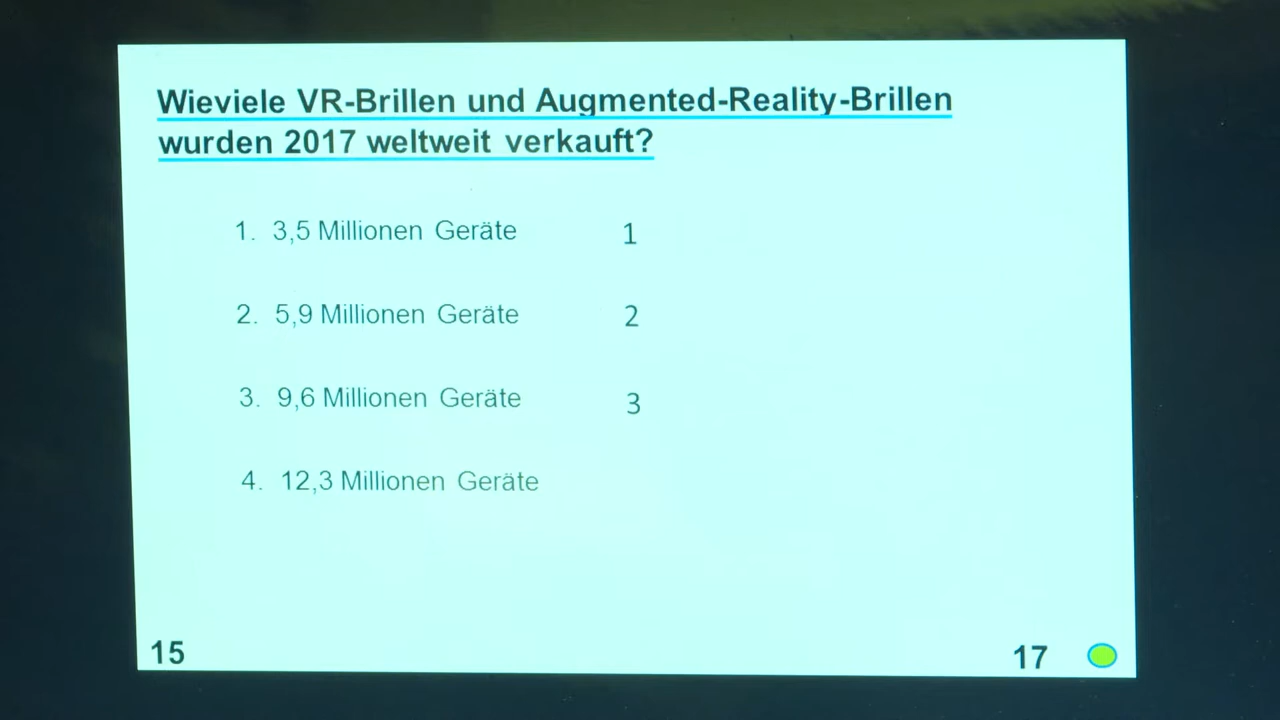 Wieviele VR-Brillen und Augmented-Reality-Brillen
wurden 2017 weltweit verkauft?
1. 3,5 Millionen Geräte 1
2. 5,9 Millionen Geräte 2
3. 9,6 Millionen Geräte 3
4. 12,3 Millionen Geräte
15 17